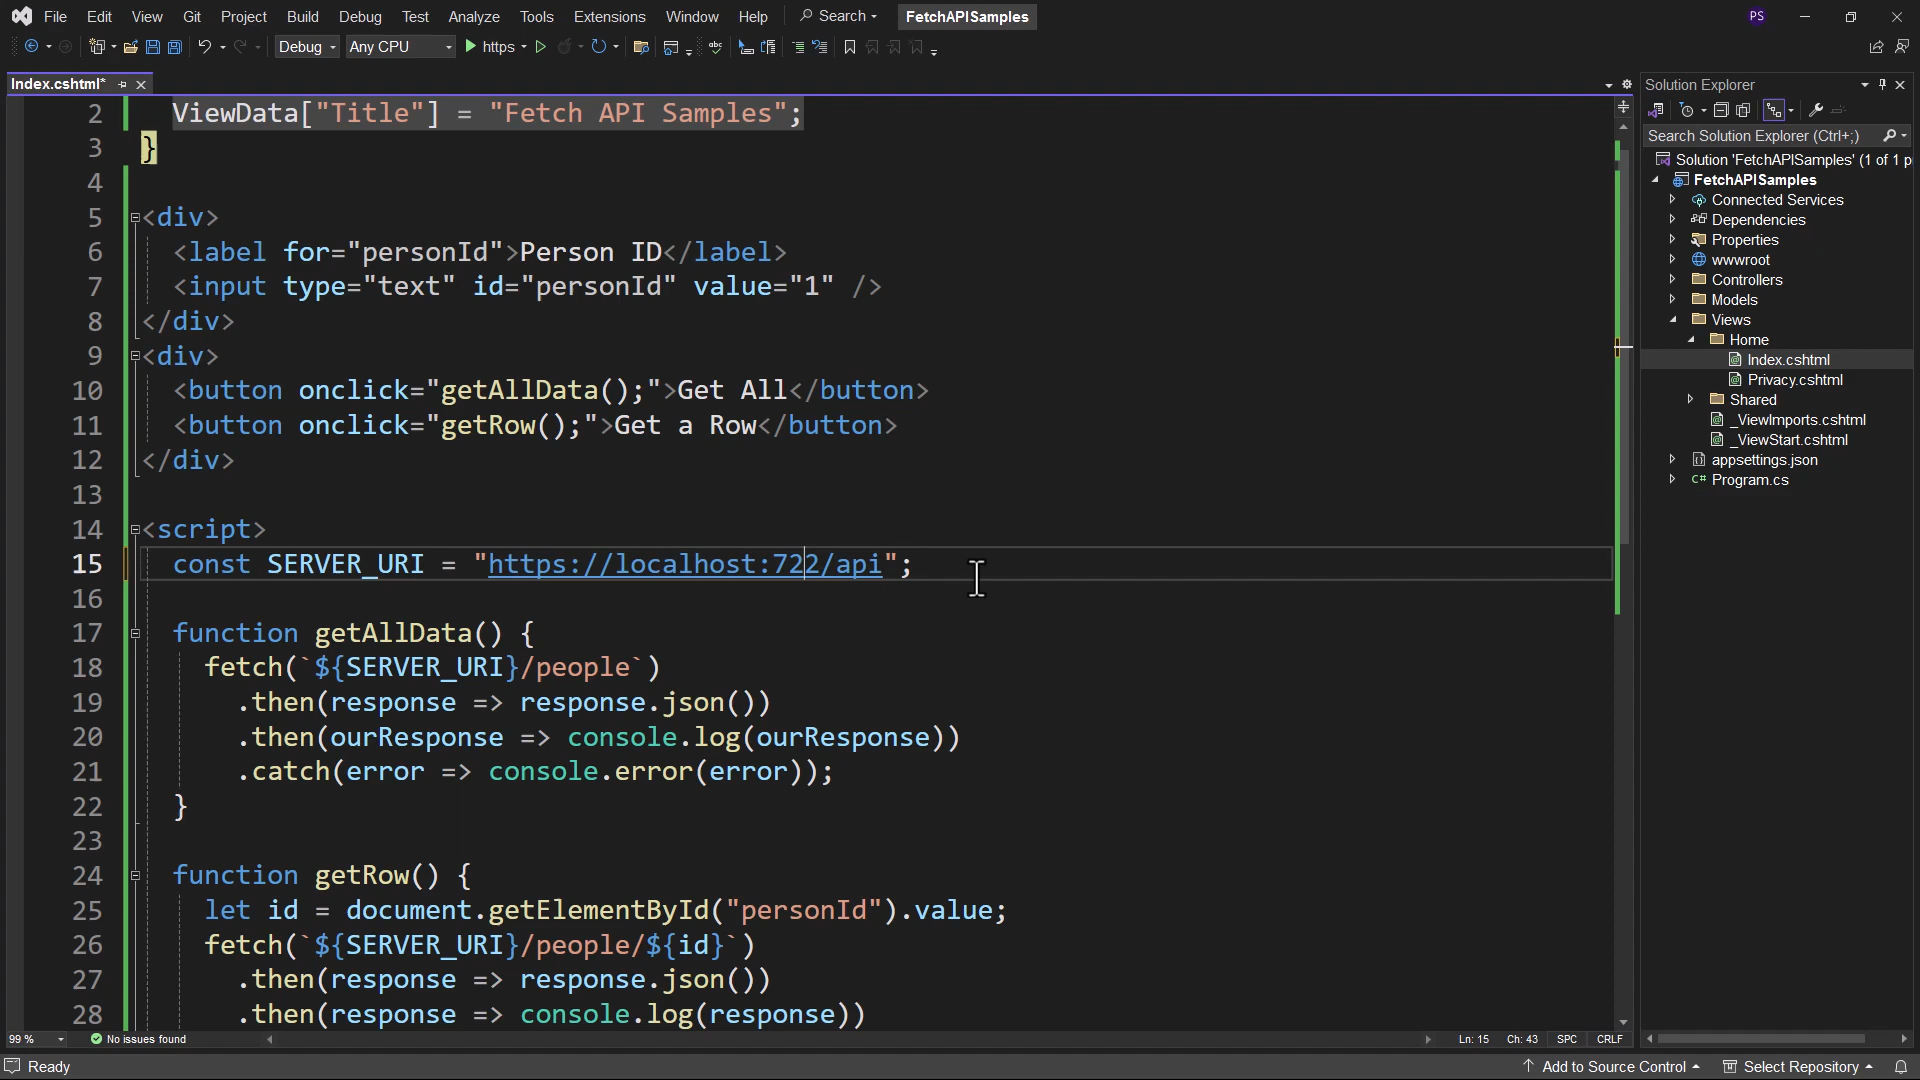 File Edit View Git Project Build Debug Test Analyze Tools Extensions Window Help Search FetchAPISamples PS
Debug Any CPU https
Index.cshtml*
2 ViewData["Title"] = "Fetch API Samples";
3 }
4
5 <div>
6 <label for="personId">Person ID</label>
7 <input type="text" id="personId" value="1" />
8 </div>
9 <div>
10 <button onclick="getAllData();">Get All</button>
11 <button onclick="getRow();">Get a Row</button>
12 </div>
13
14 <script>
15 const SERVER_URI = "https://localhost:722/api";
16
17 function getAllData() {
18 fetch(`${SERVER_URI}/people`)
19 .then(response => response.json())
20 .then(ourResponse => console.log(ourResponse))
21 .catch(error => console.error(error));
22 }
23
24 function getRow() {
25 let id = document.getElementById("personId").value;
26 fetch(`${SERVER_URI}/people/${id}`)
27 .then(response => response.json())
28 .then(response => console.log(response))
99 % No issues found Ln: 15 Ch: 43 SPC CRLF
Solution Explorer
Search Solution Explorer (Ctrl+;)
Solution 'FetchAPISamples' (1 of 1 p
FetchAPISamples
Connected Services
Dependencies
Properties
wwwroot
Controllers
Models
Views
Home
Index.cshtml
Privacy.cshtml
Shared
_ViewImports.cshtml
_ViewStart.cshtml
appsettings.json
C# Program.cs
Ready Add to Source Control Select Repository